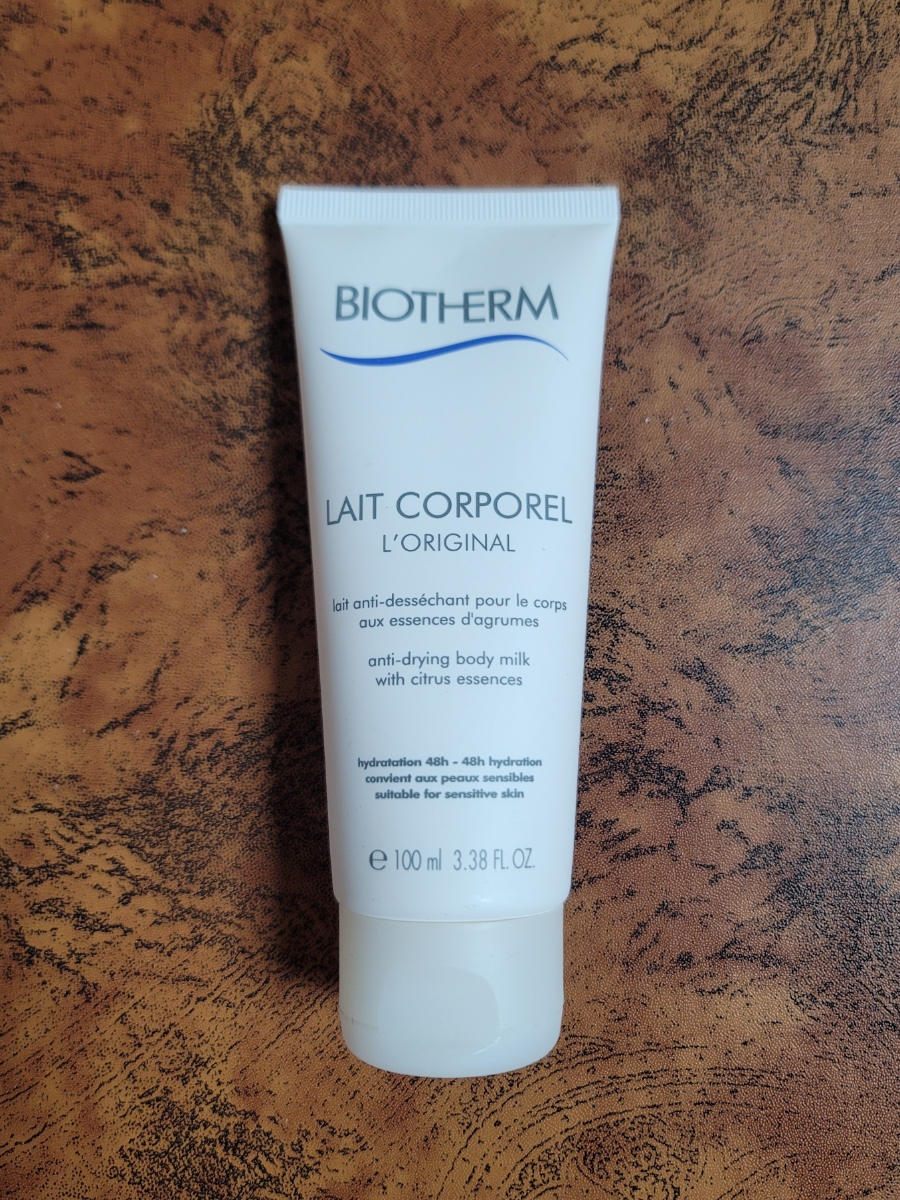 BIOTHERM
LAIT CORPOREL
L'ORIGINAL
lait anti-desséchant pour le corps
aux essences d'agrumes
anti-drying body milk
with citrus essences
hydratation 48h - 48h hydration
convient aux peaux sensibles
suitable for sensitive skin
℮ 100 ml 3.38 FL. OZ.